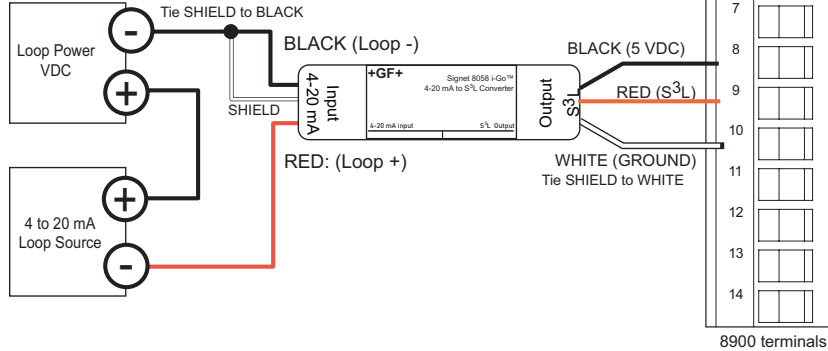 Tie SHIELD to BLACK
Loop Power
VDC
-
+
BLACK (Loop -)
SHIELD
RED: (Loop +)
4 to 20 mA
Loop Source
+
-
Input
4-20 mA
+GF+
Signet 8058 i-Go™
4-20 mA to S³L Converter
4-20 mA input
S³L Output
Output
S³L
BLACK (5 VDC)
RED (S³L)
WHITE (GROUND)
Tie SHIELD to WHITE
7
8
9
10
11
12
13
14
8900 terminals